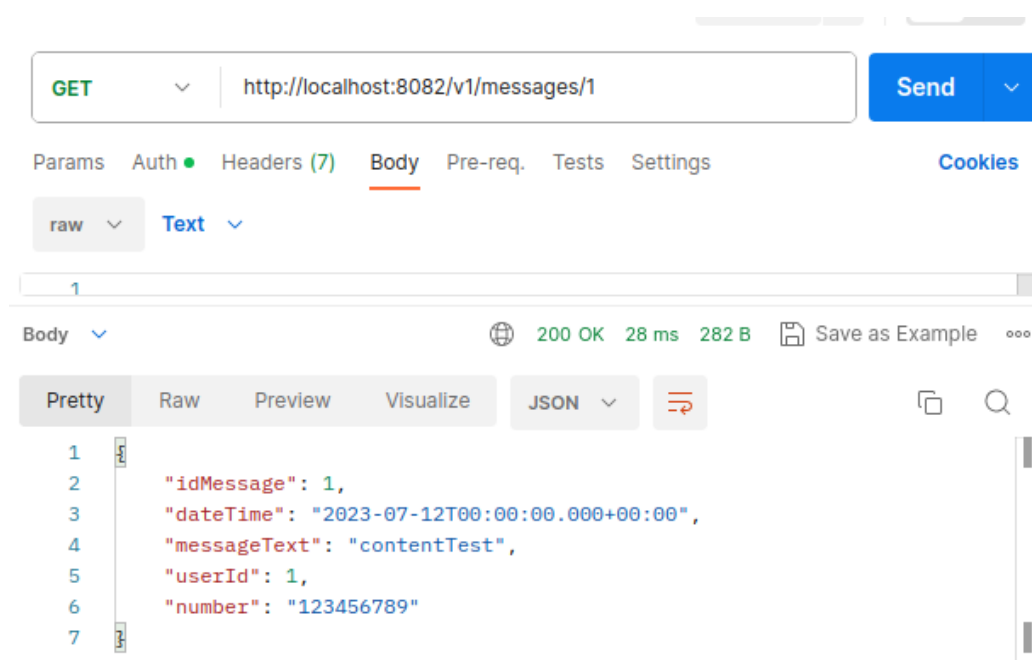 GET http://localhost:8082/v1/messages/1 Send
Params Auth Headers (7) Body Pre-req. Tests Settings Cookies
raw Text
1
Body 200 OK 28 ms 282 B Save as Example
Pretty Raw Preview Visualize JSON
1 {
2 "idMessage": 1,
3 "dateTime": "2023-07-12T00:00:00.000+00:00",
4 "messageText": "contentTest",
5 "userId": 1,
6 "number": "123456789"
7 }